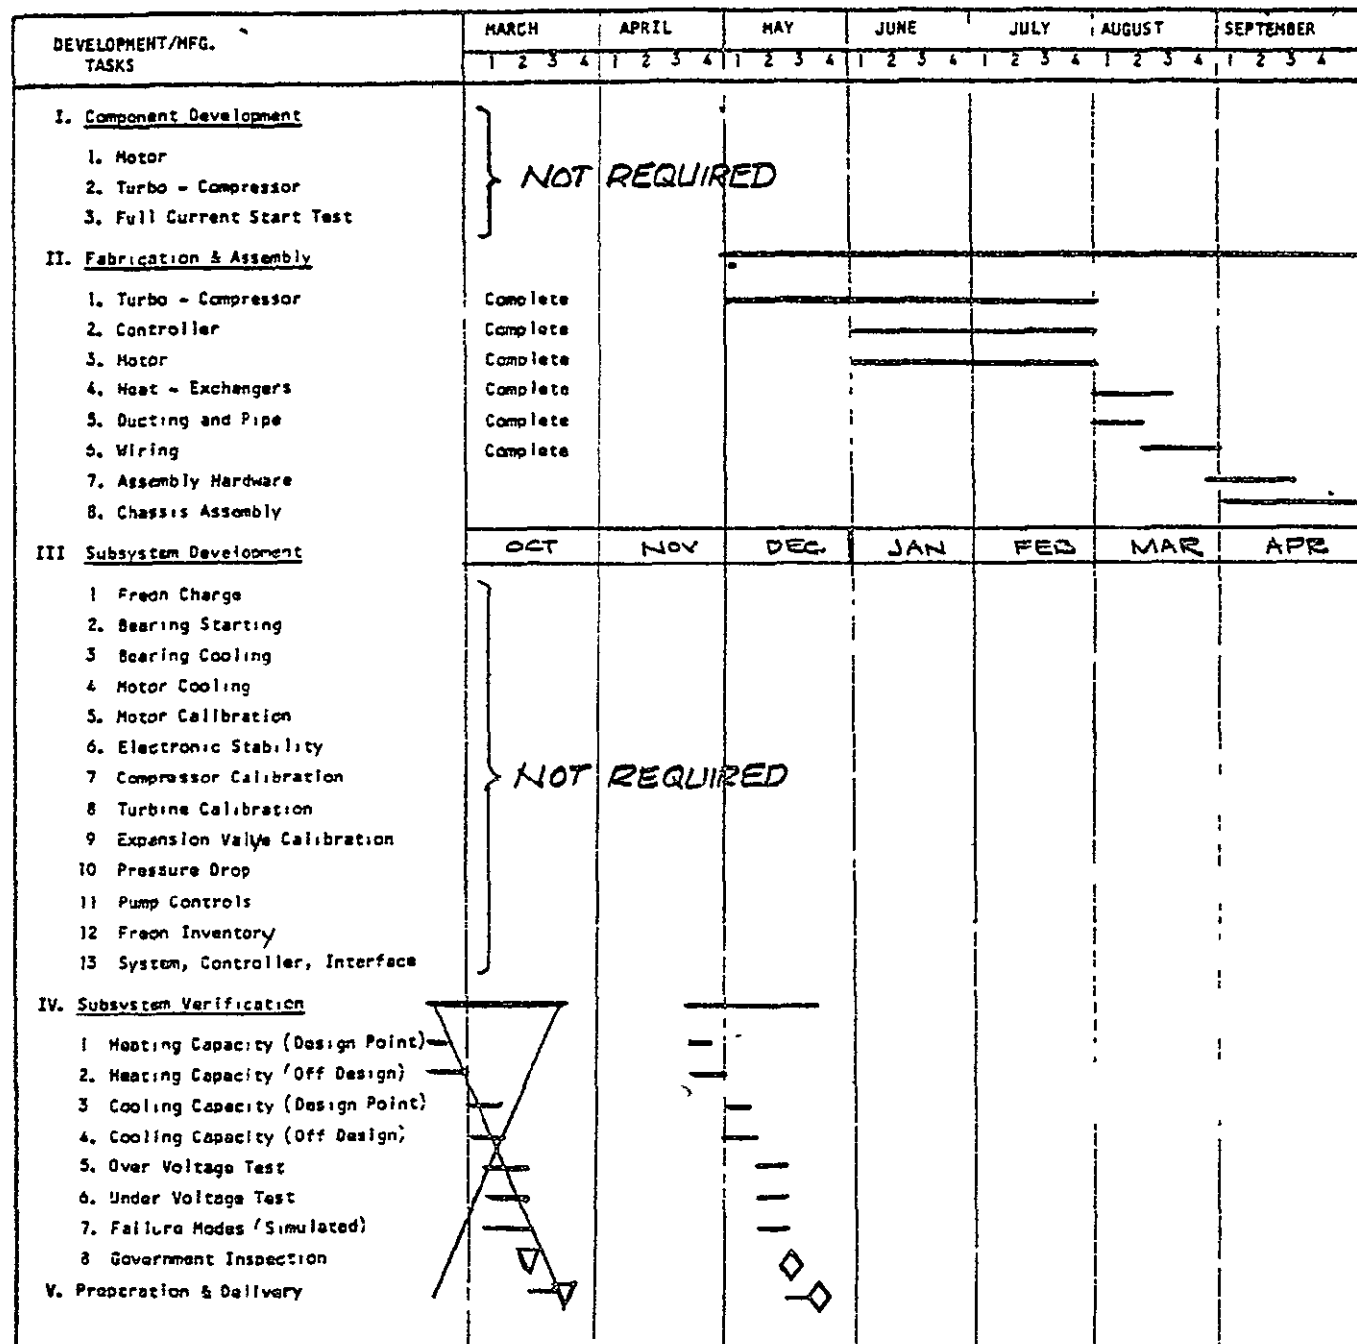 DEVELOPMENT/MFG. TASKS MARCH APRIL MAY JUNE JULY AUGUST SEPTEMBER
1 2 3 4 1 2 3 4 1 2 3 4 1 2 3 4 1 2 3 4 1 2 3 4 1 2 3 4
I. Component Development
1. Motor
2. Turbo - Compressor
NOT REQUIRED
3. Full Current Start Test
II. Fabrication & Assembly
1. Turbo - Compressor Complete
2. Controller Complete
3. Motor Complete
4. Heat - Exchangers Complete
5. Ducting and Pipe Complete
6. Wiring Complete
7. Assembly Hardware
8. Chassis Assembly
III Subsystem Development OCT NOV DEC. JAN FEB MAR APR
1 Freon Charge
2. Bearing Starting
3 Bearing Cooling
4 Motor Cooling
5. Motor Calibration
6. Electronic Stability
7 Compressor Calibration NOT REQUIRED
8 Turbine Calibration
9 Expansion Valve Calibration
10 Pressure Drop
11 Pump Controls
12 Freon Inventory
13 System, Controller, Interface
IV. Subsystem Verification
1 Heating Capacity (Design Point)
2. Heating Capacity (Off Design)
3 Cooling Capacity (Design Point)
4. Cooling Capacity (Off Design)
5. Over Voltage Test
6. Under Voltage Test
7. Failure Modes (Simulated)
8 Government Inspection
V. Preparation & Delivery